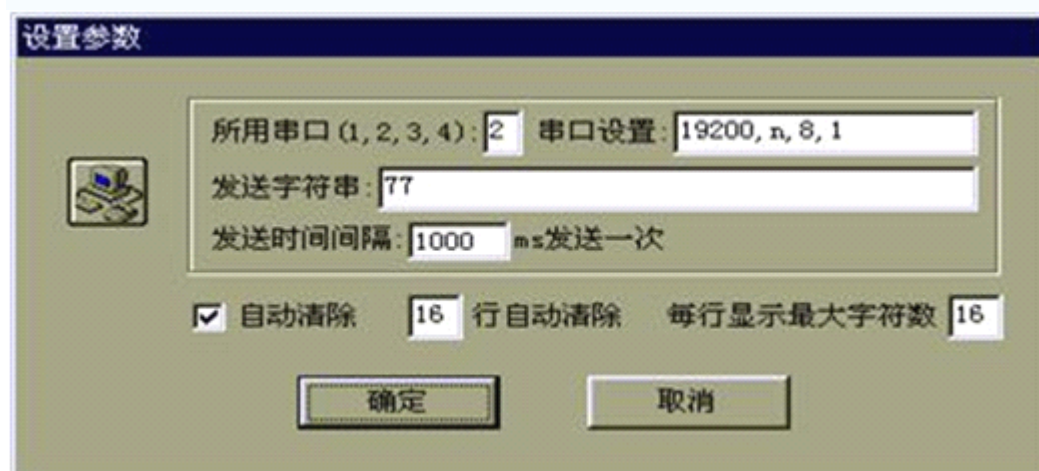 设置参数
所用串口(1,2,3,4):2 串口设置:19200,n,8,1
发送字符串:77
发送时间间隔:1000 ms发送一次
自动清除 16 行自动清除 每行显示最大字符数 16
确定 取消